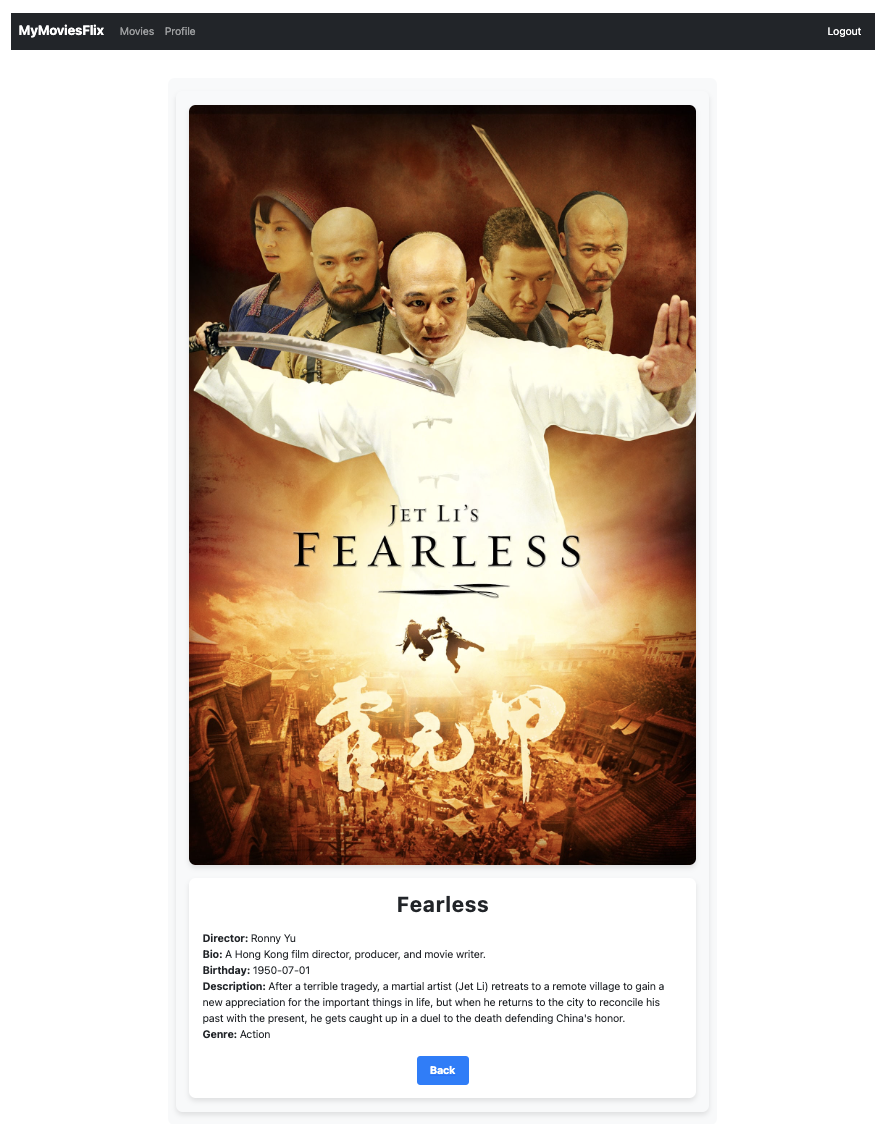 MyMoviesFlix Movies Profile Logout
JET LI'S
FEARLESS
霍元甲
Fearless
Director: Ronny Yu
Bio: A Hong Kong film director, producer, and movie writer.
Birthday: 1950-07-01
Description: After a terrible tragedy, a martial artist (Jet Li) retreats to a remote village to gain a
new appreciation for the important things in life, but when he returns to the city to reconcile his
past with the present, he gets caught up in a duel to the death defending China's honor.
Genre: Action
Back